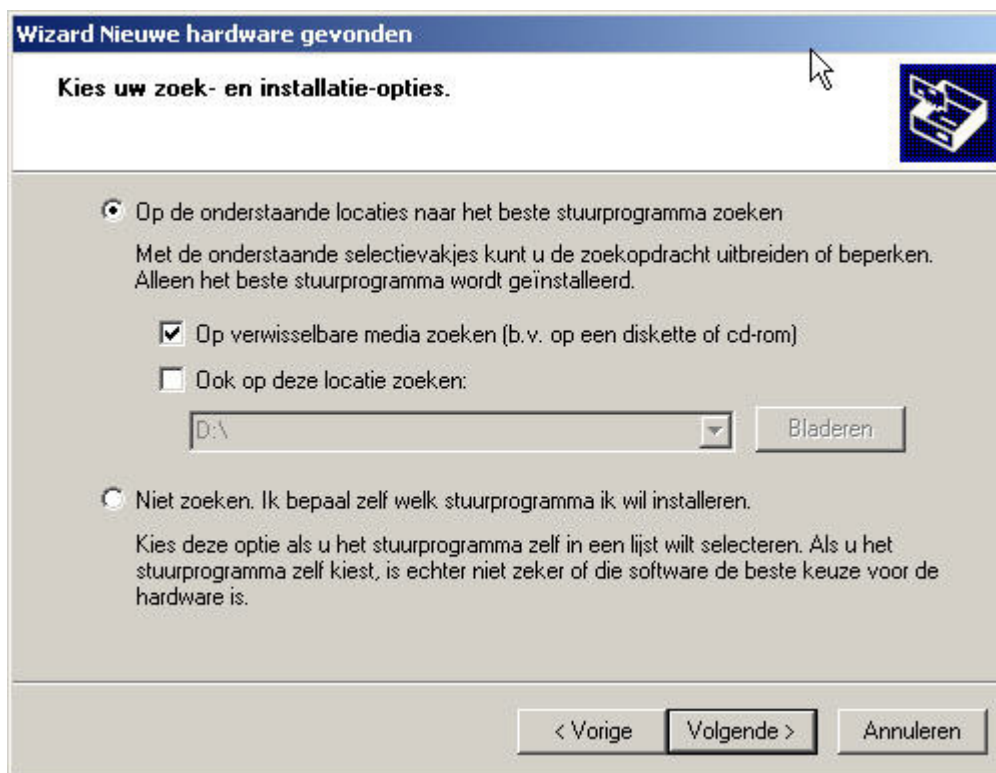 Wizard Nieuwe hardware gevonden
Kies uw zoek- en installatie-opties.
Op de onderstaande locaties naar het beste stuurprogramma zoeken
Met de onderstaande selectievakjes kunt u de zoekopdracht uitbreiden of beperken.
Alleen het beste stuurprogramma wordt geïnstalleerd.
Op verwisselbare media zoeken (b.v. op een diskette of cd-rom)
Ook op deze locatie zoeken:
D:\
Bladeren
Niet zoeken. Ik bepaal zelf welk stuurprogramma ik wil installeren.
Kies deze optie als u het stuurprogramma zelf in een lijst wilt selecteren. Als u het
stuurprogramma zelf kiest, is echter niet zeker of die software de beste keuze voor de
hardware is.
< Vorige
Volgende >
Annuleren